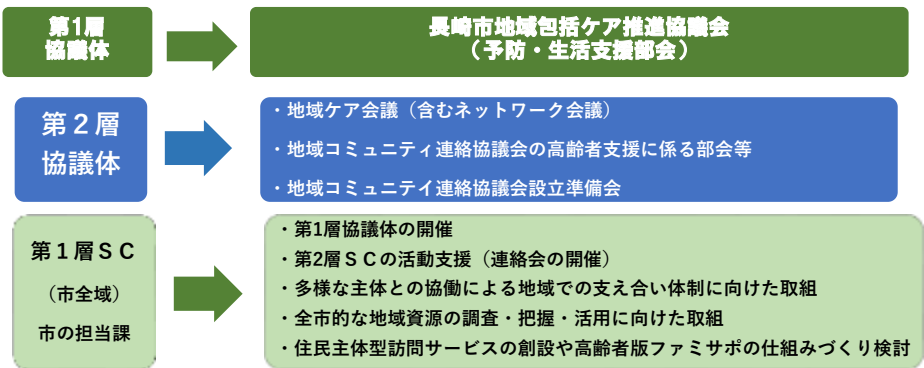 第1層
協議体
長崎市地域包括ケア推進協議会
（予防・生活支援部会）
第２層
協議体
・地域ケア会議（含むネットワーク会議）
・地域コミュニティ連絡協議会の高齢者支援に係る部会等
・地域コミュニテイ連絡協議会設立準備会
第１層ＳＣ
（市全域）
市の担当課
・第1層協議体の開催
・第2層ＳＣの活動支援（連絡会の開催）
・多様な主体との協働による地域での支え合い体制に向けた取組
・全市的な地域資源の調査・把握・活用に向けた取組
・住民主体型訪問サービスの創設や高齢者版ファミサポの仕組みづくり検討